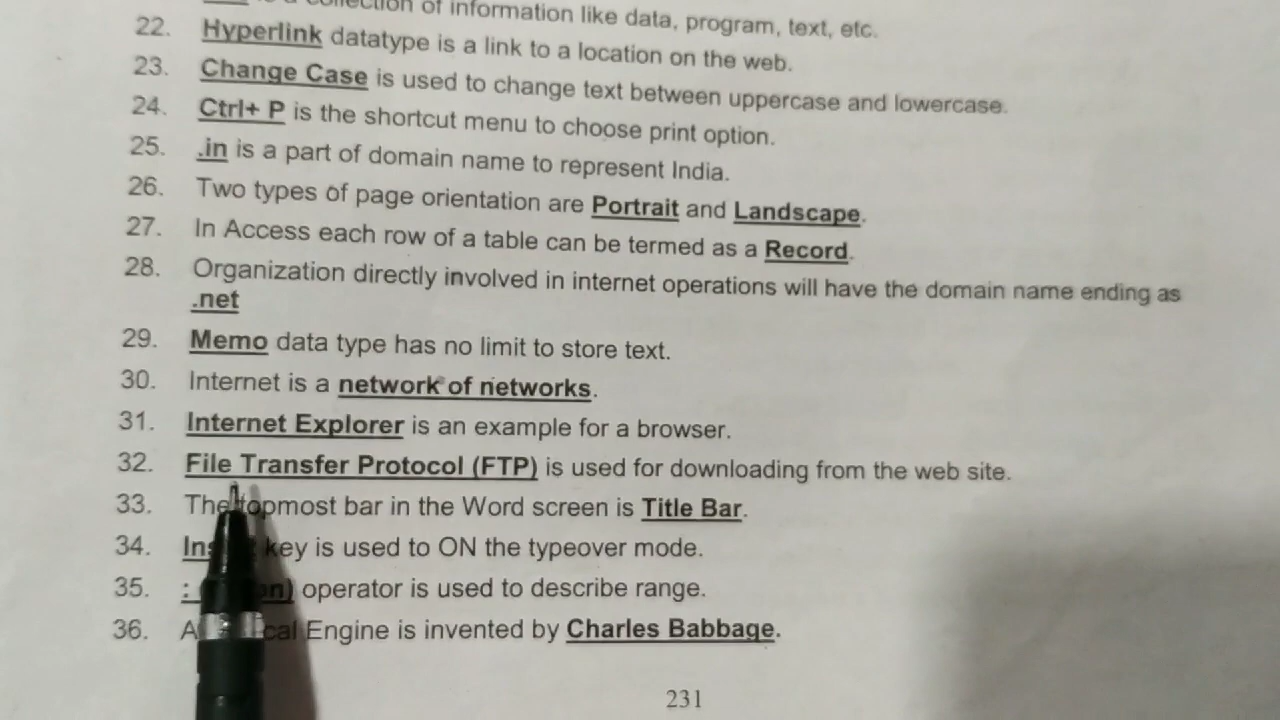 collection of information like data, program, text, etc.
22. Hyperlink datatype is a link to a location on the web.
23. Change Case is used to change text between uppercase and lowercase.
24. Ctrl+ P is the shortcut menu to choose print option.
25. .in is a part of domain name to represent India.
26. Two types of page orientation are Portrait and Landscape.
27. In Access each row of a table can be termed as a Record.
28. Organization directly involved in internet operations will have the domain name ending as
.net
29. Memo data type has no limit to store text.
30. Internet is a network of networks.
31. Internet Explorer is an example for a browser.
32. File Transfer Protocol (FTP) is used for downloading from the web site.
33. The topmost bar in the Word screen is Title Bar.
34. key is used to ON the typeover mode.
35. : operator is used to describe range.
36. Engine is invented by Charles Babbage.
231